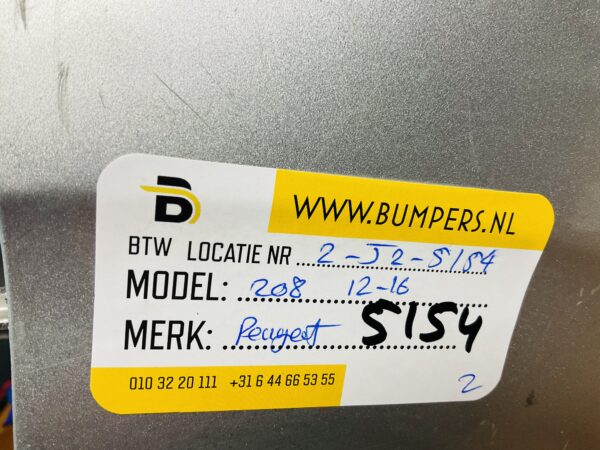 B
WWW.BUMPERS.NL
BTW LOCATIE NR 2-J2-5154
MODEL: 208 12-16
MERK: Peugeot 5154
010 32 20 111 +31 6 44 66 53 55
2